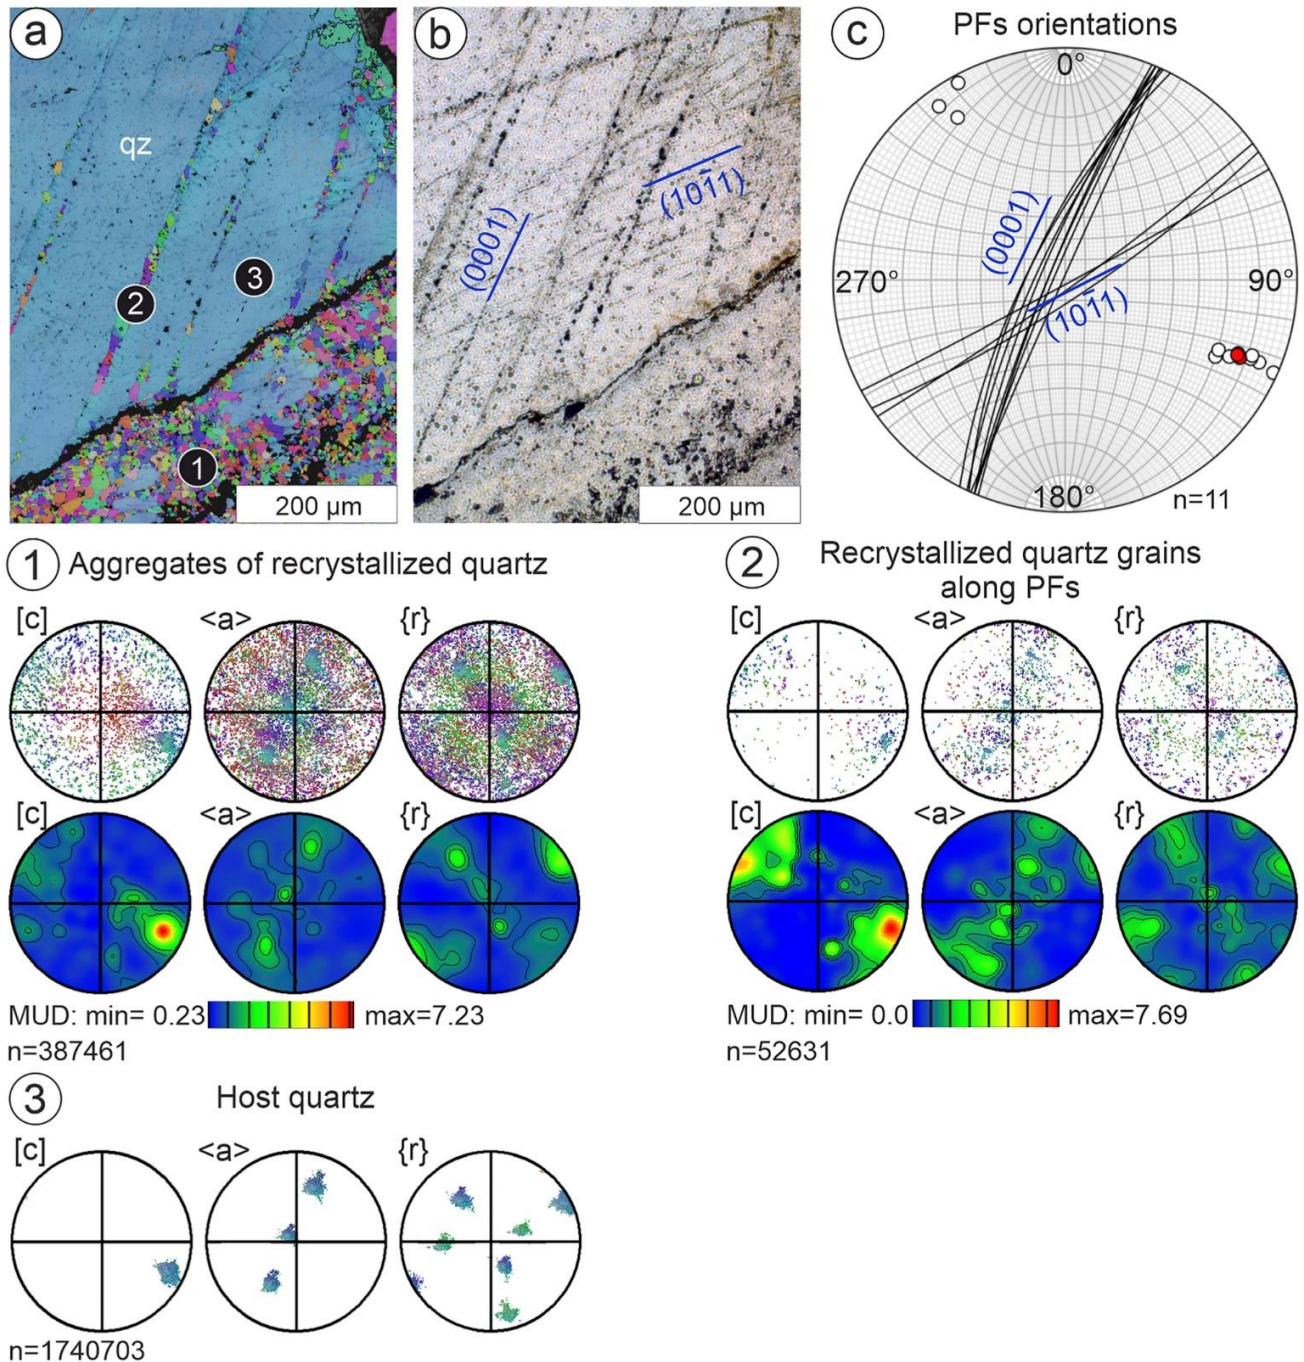 a
qz
2
3
1
200 µm
b
(0001)
(101̄1)
200 µm
c
PFs orientations
0°
(0001)
270°
90°
(101̄1)
180°
n=11
1 Aggregates of recrystallized quartz
[c] <a> {r}
[c] <a> {r}
MUD: min= 0.23 max=7.23
n=387461
2 Recrystallized quartz grains
along PFs
[c] <a> {r}
[c] <a> {r}
MUD: min= 0.0 max=7.69
n=52631
3 Host quartz
[c] <a> {r}
n=1740703